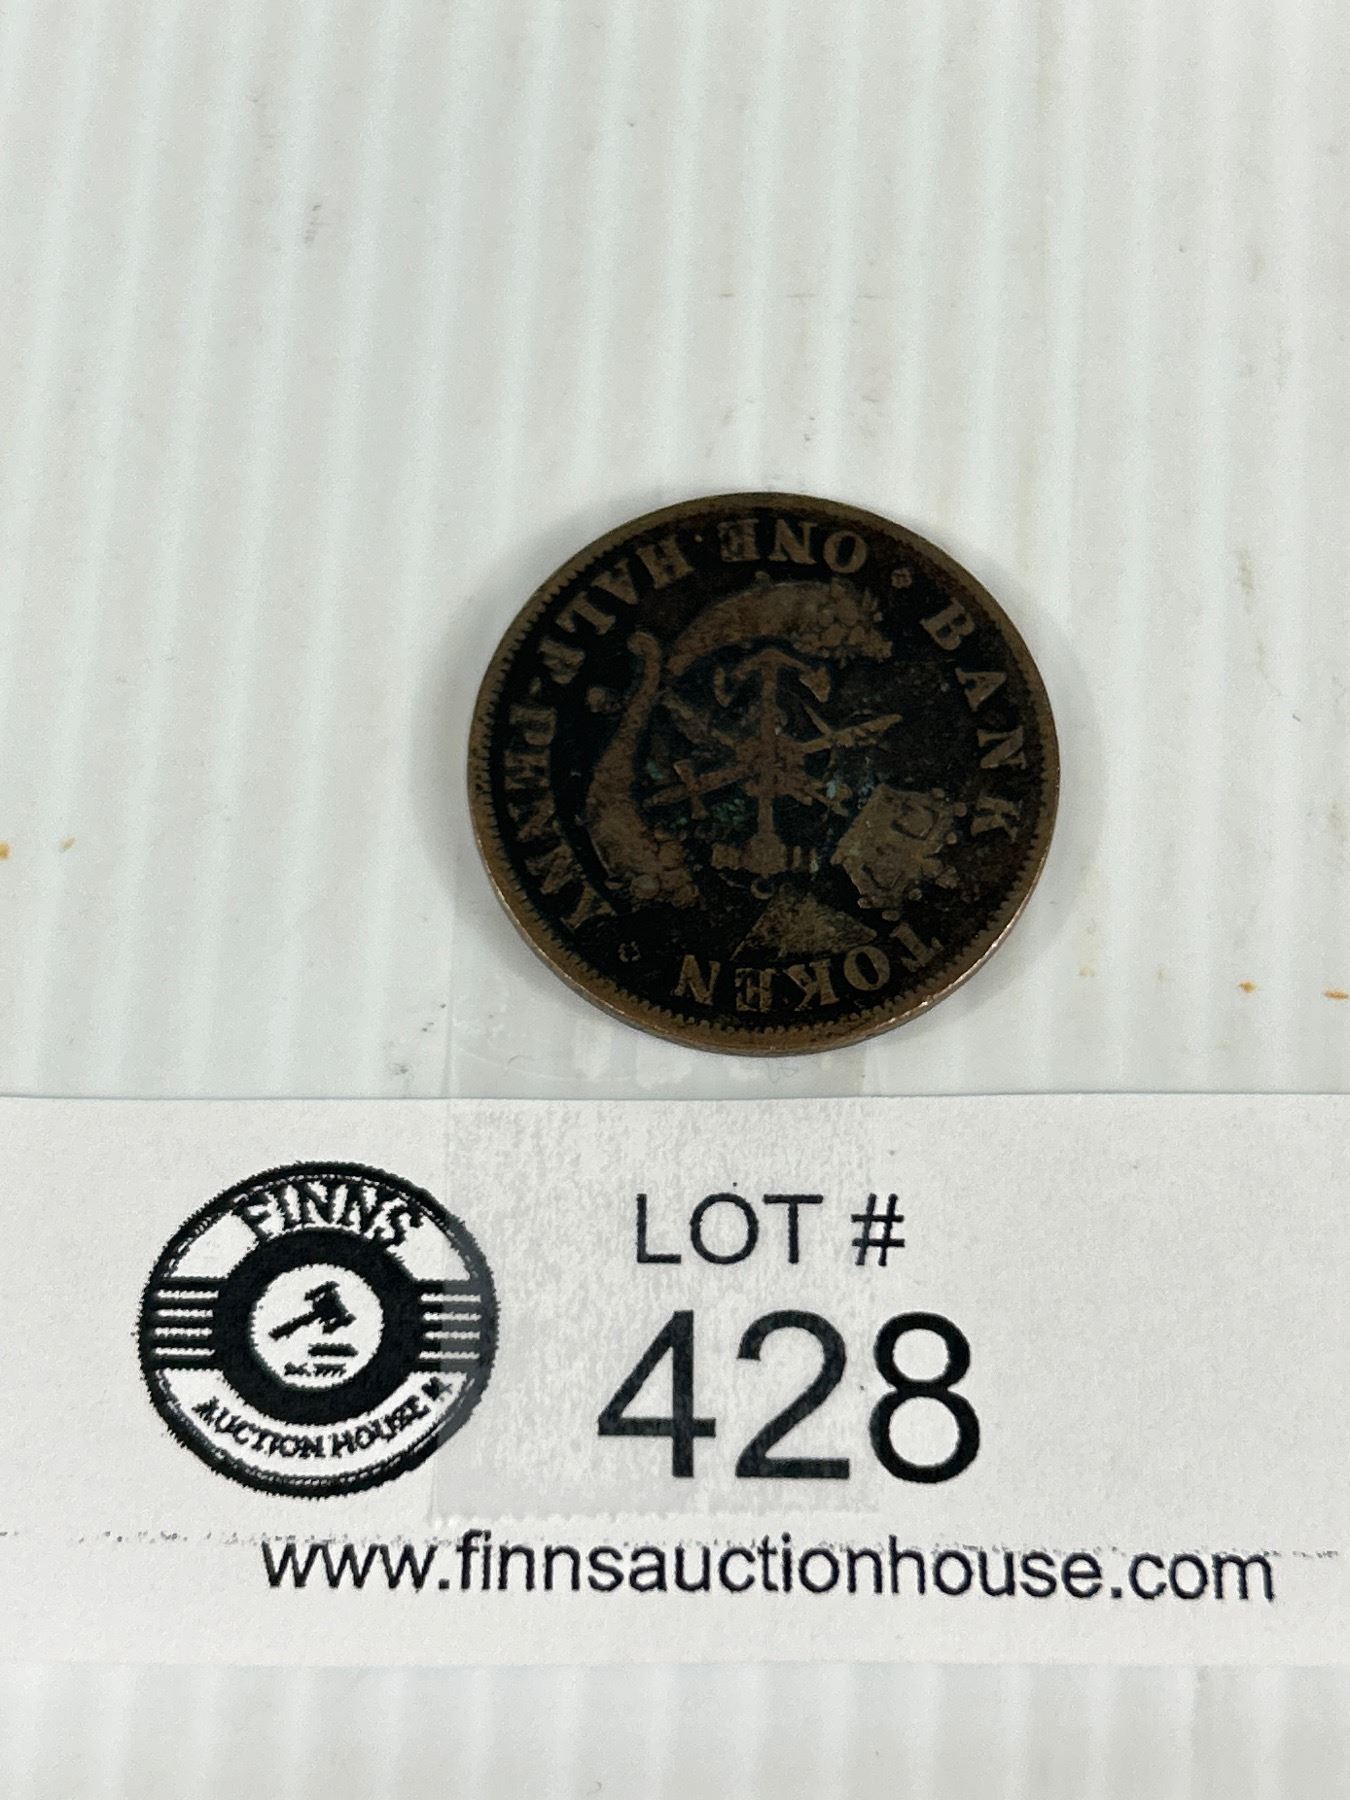 BANK TOKEN
ONE HALF-PENNY
FINNS
AUCTION HOUSE
LOT #
428
www.finnsauctionhouse.com